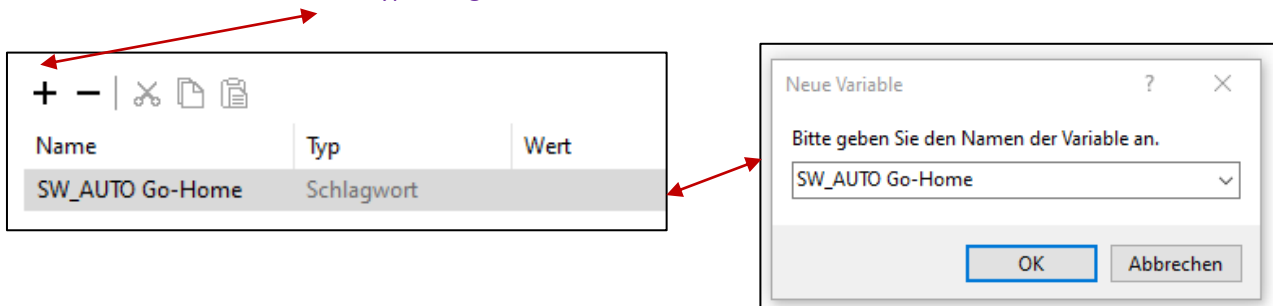 Name Typ Wert
SW_AUTO Go-Home Schlagwort
Neue Variable ? ×
Bitte geben Sie den Namen der Variable an.
SW_AUTO Go-Home
OK Abbrechen